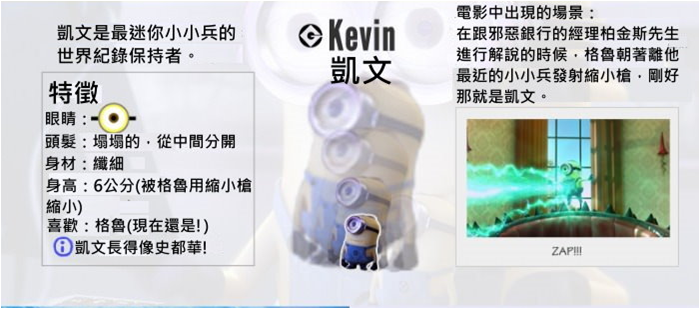 凱文是最迷你小小兵的
世界紀錄保持者。
特徵
眼睛：
頭髮：塌塌的，從中間分開
身材：纖細
身高：6公分(被格魯用縮小槍
縮小)
喜歡：格魯(現在還是!)
凱文長得像史都華!
Kevin
凱文
電影中出現的場景：
在跟邪惡銀行的經理柏金斯先生
進行解說的時候，格魯朝著離他
最近的小小兵發射縮小槍，剛好
那就是凱文。
ZAP!!!